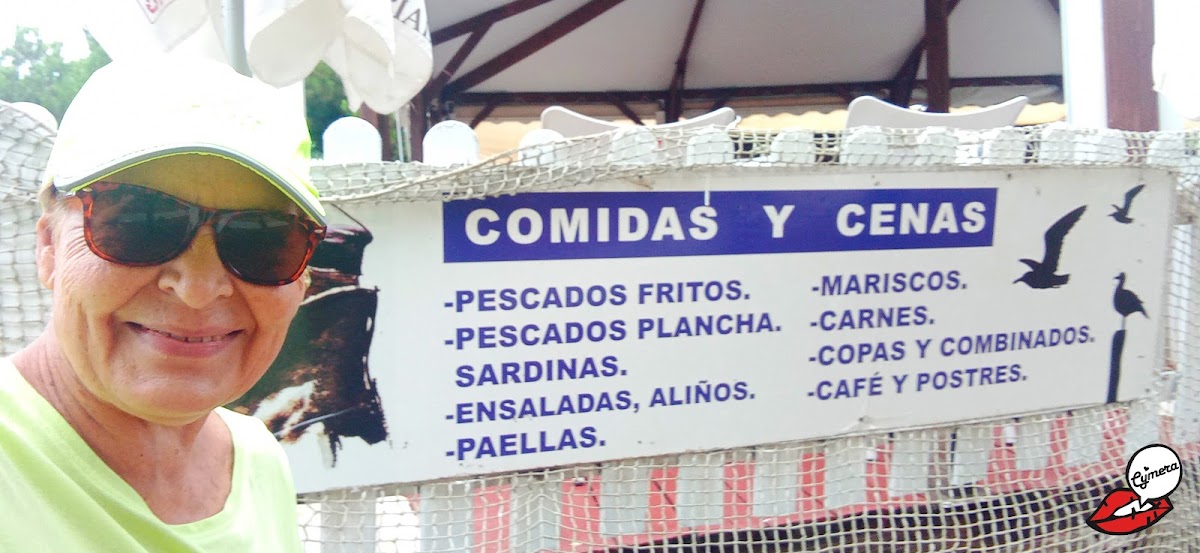 COMIDAS Y CENAS
-PESCADOS FRITOS.
-PESCADOS PLANCHA.
SARDINAS.
-ENSALADAS, ALIÑOS.
-PAELLAS.
-MARISCOS.
-CARNES.
-COPAS Y COMBINADOS.
-CAFÉ Y POSTRES.
Cymera